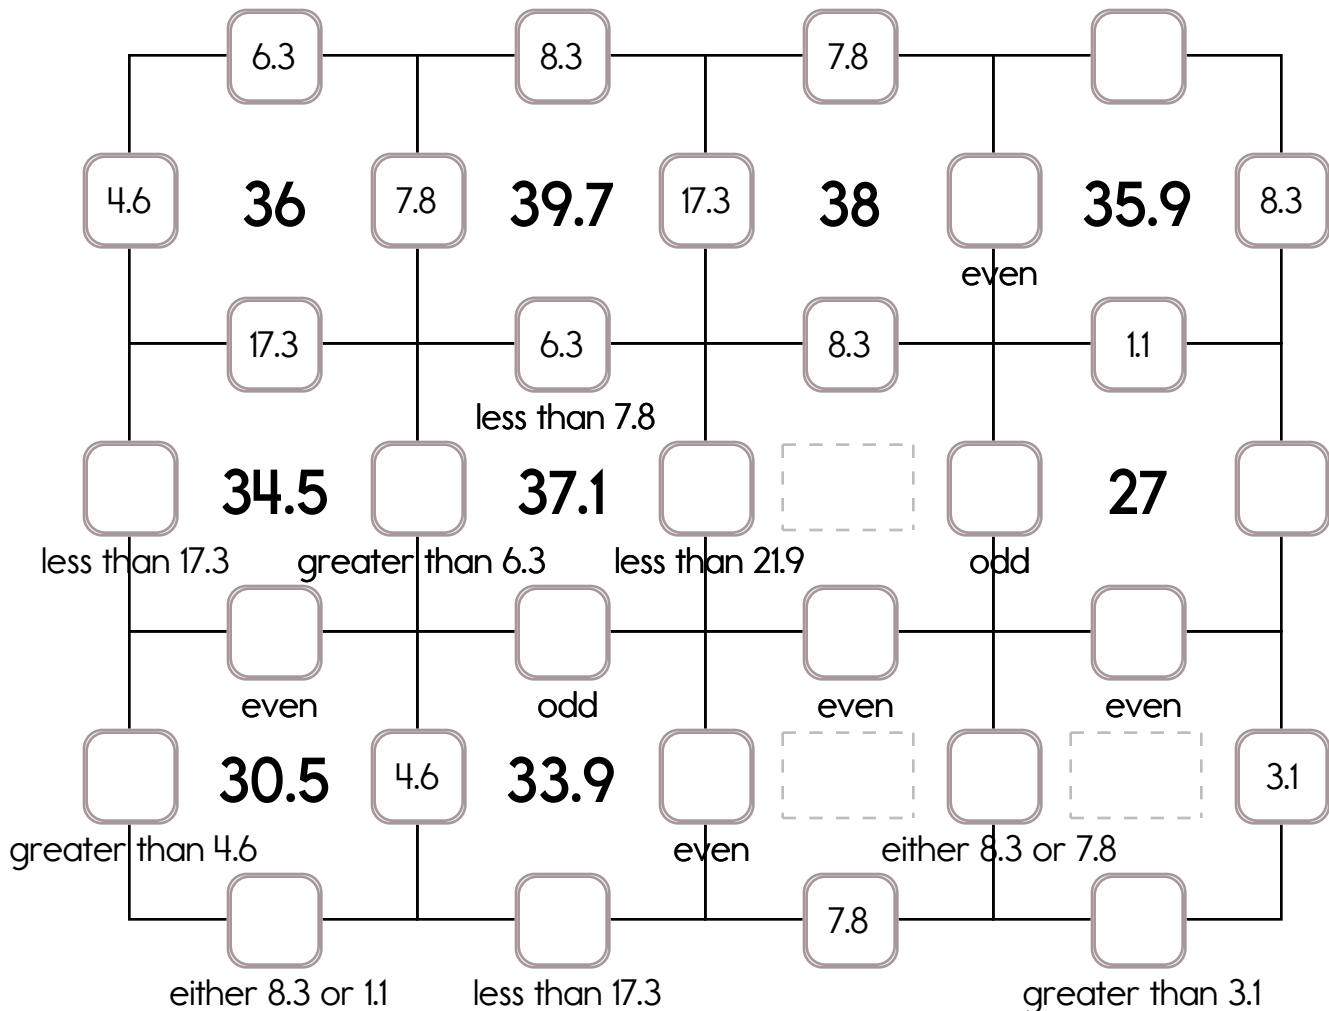 6.3 8.3 7.8
4.6 36 7.8 39.7 17.3 38 35.9 8.3
even
17.3 6.3 8.3 1.1
less than 7.8
34.5 37.1 27
less than 17.3 greater than 6.3 less than 21.9 odd
even odd even even
30.5 4.6 33.9 3.1
greater than 4.6 even either 8.3 or 7.8
7.8
either 8.3 or 1.1 less than 17.3 greater than 3.1